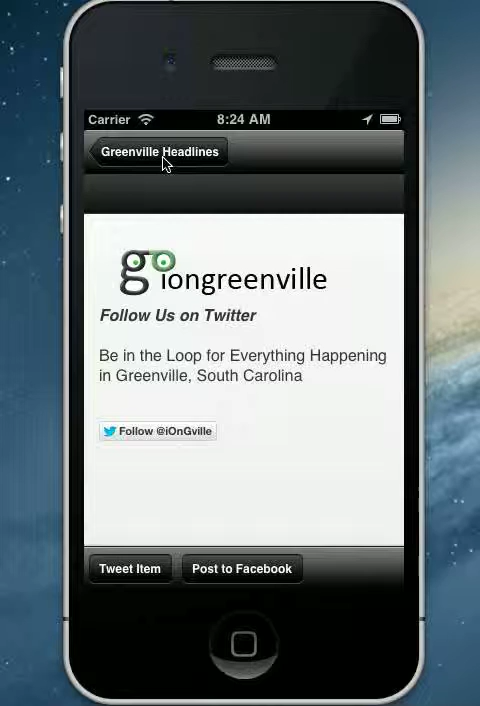 Carrier 8:24 AM
Greenville Headlines
go
iongreenville
Follow Us on Twitter
Be in the Loop for Everything Happening
in Greenville, South Carolina
Follow @iOnGville
Tweet Item Post to Facebook